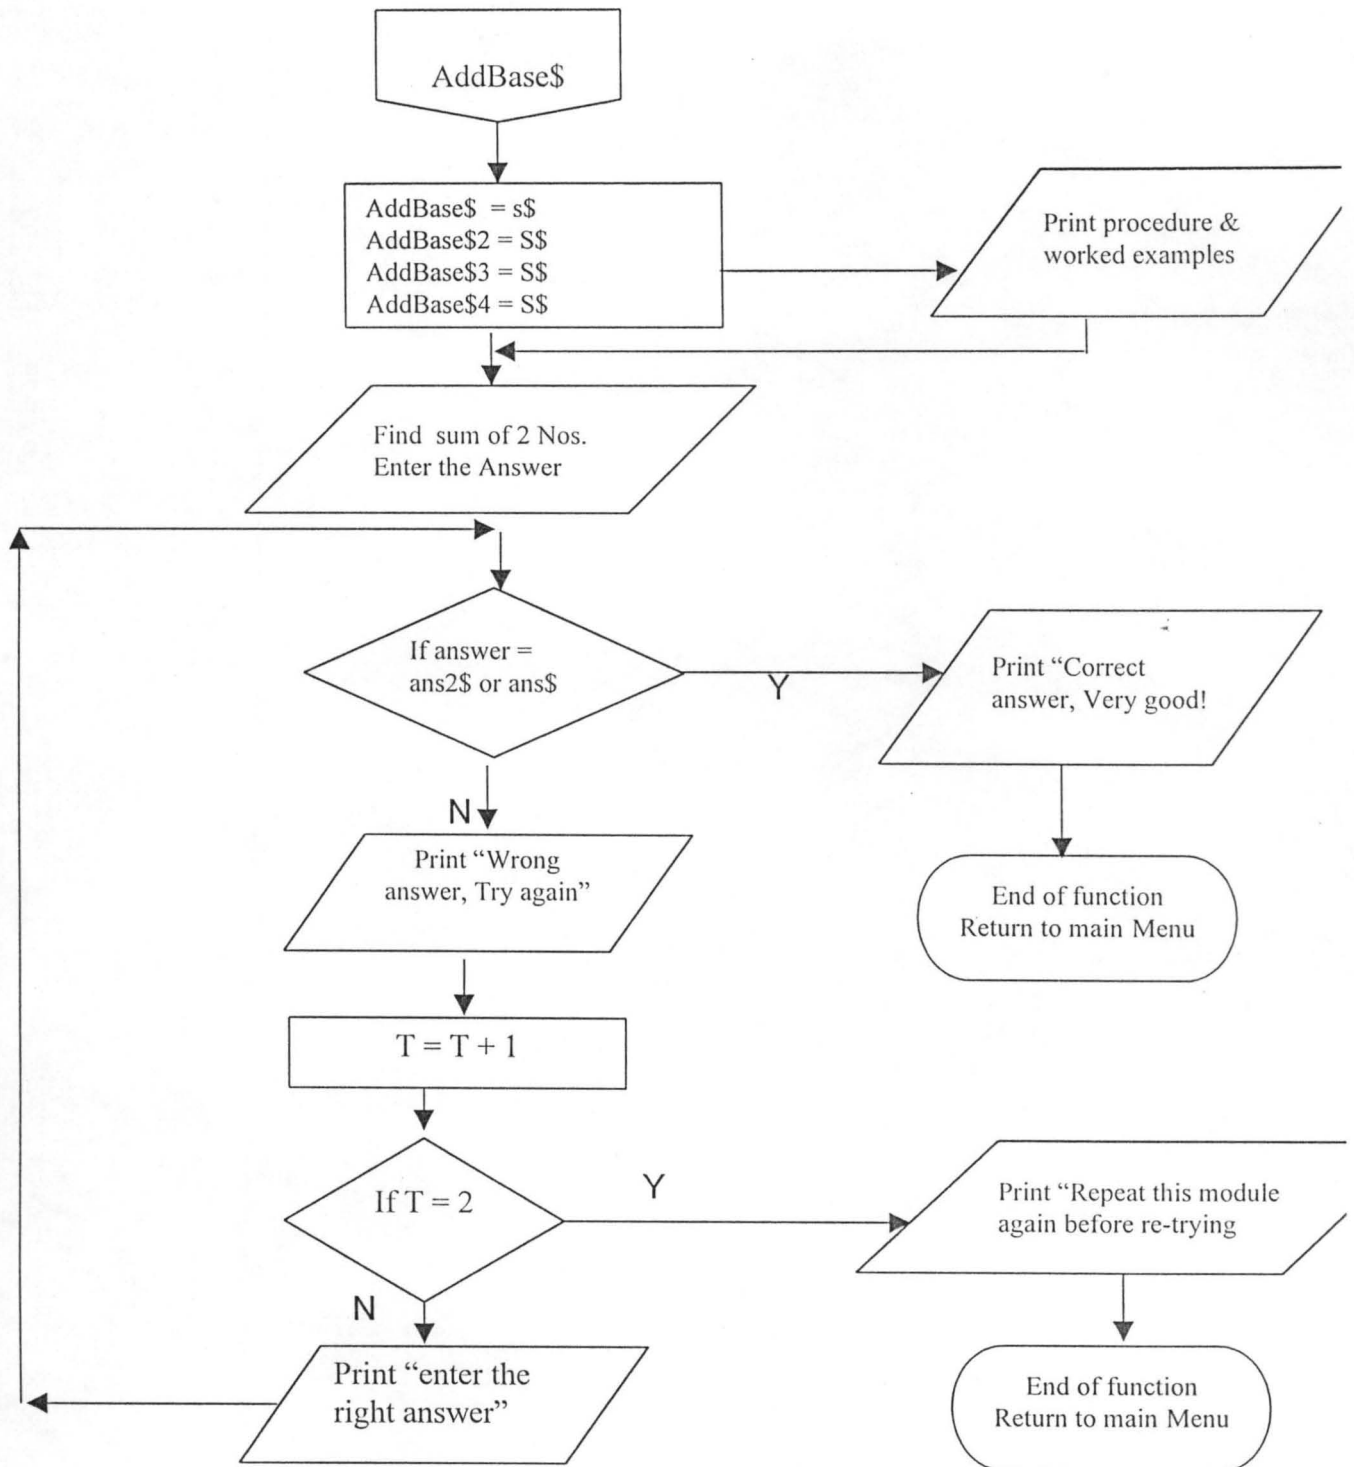 AddBase$
AddBase$ = s$
AddBase$2 = S$
AddBase$3 = S$
AddBase$4 = S$
Print procedure &
worked examples
Find sum of 2 Nos.
Enter the Answer
If answer =
ans2$ or ans$
Y
Print “Correct
answer, Very good!
N
Print “Wrong
answer, Try again”
End of function
Return to main Menu
T = T + 1
If T = 2
Y
Print “Repeat this module
again before re-trying
N
Print “enter the
right answer”
End of function
Return to main Menu